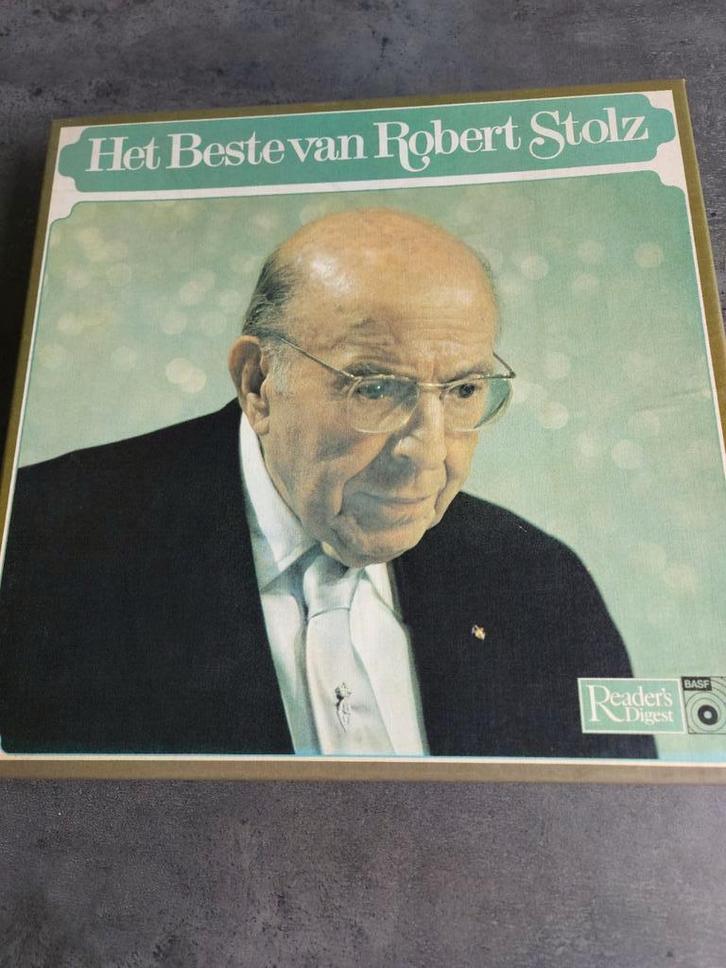 Het Beste van Robert Stolz
Reader's
Digest
BASF